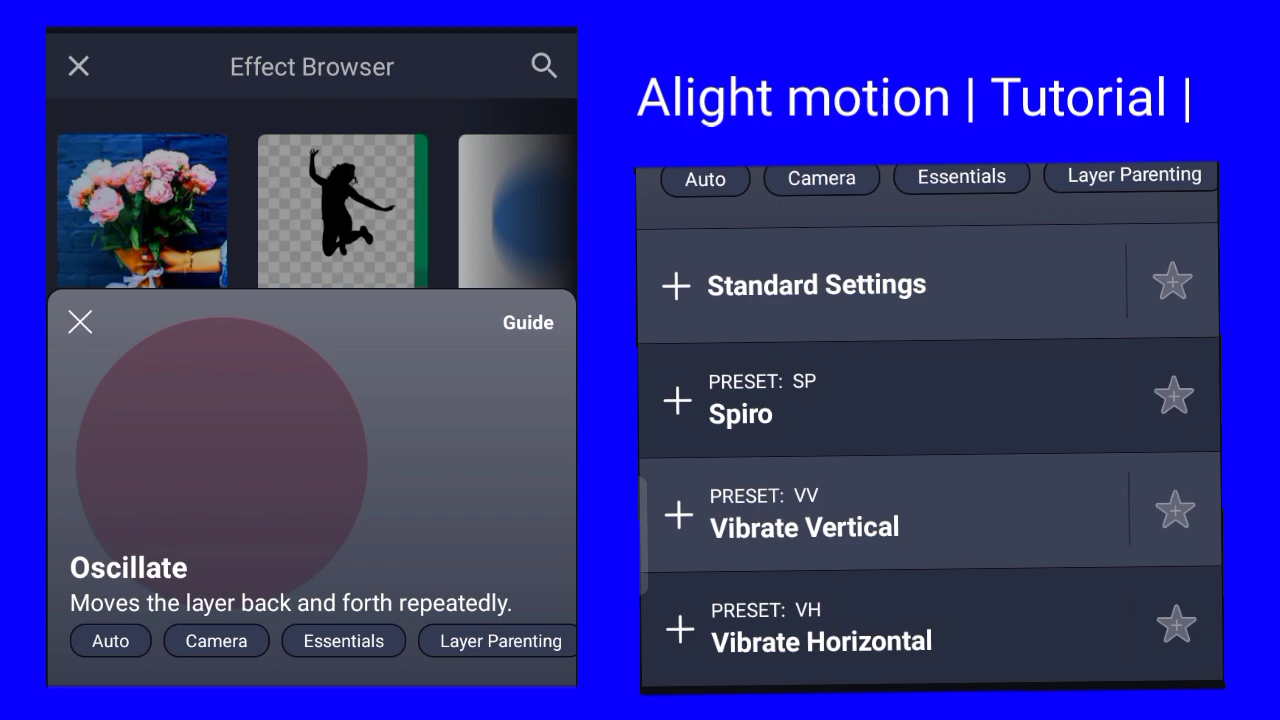 Effect Browser
Guide
Oscillate
Moves the layer back and forth repeatedly.
Auto
Camera
Essentials
Layer Parenting
Alight motion | Tutorial |
Auto
Camera
Essentials
Layer Parenting
Standard Settings
PRESET: SP
Spiro
PRESET: VV
Vibrate Vertical
PRESET: VH
Vibrate Horizontal